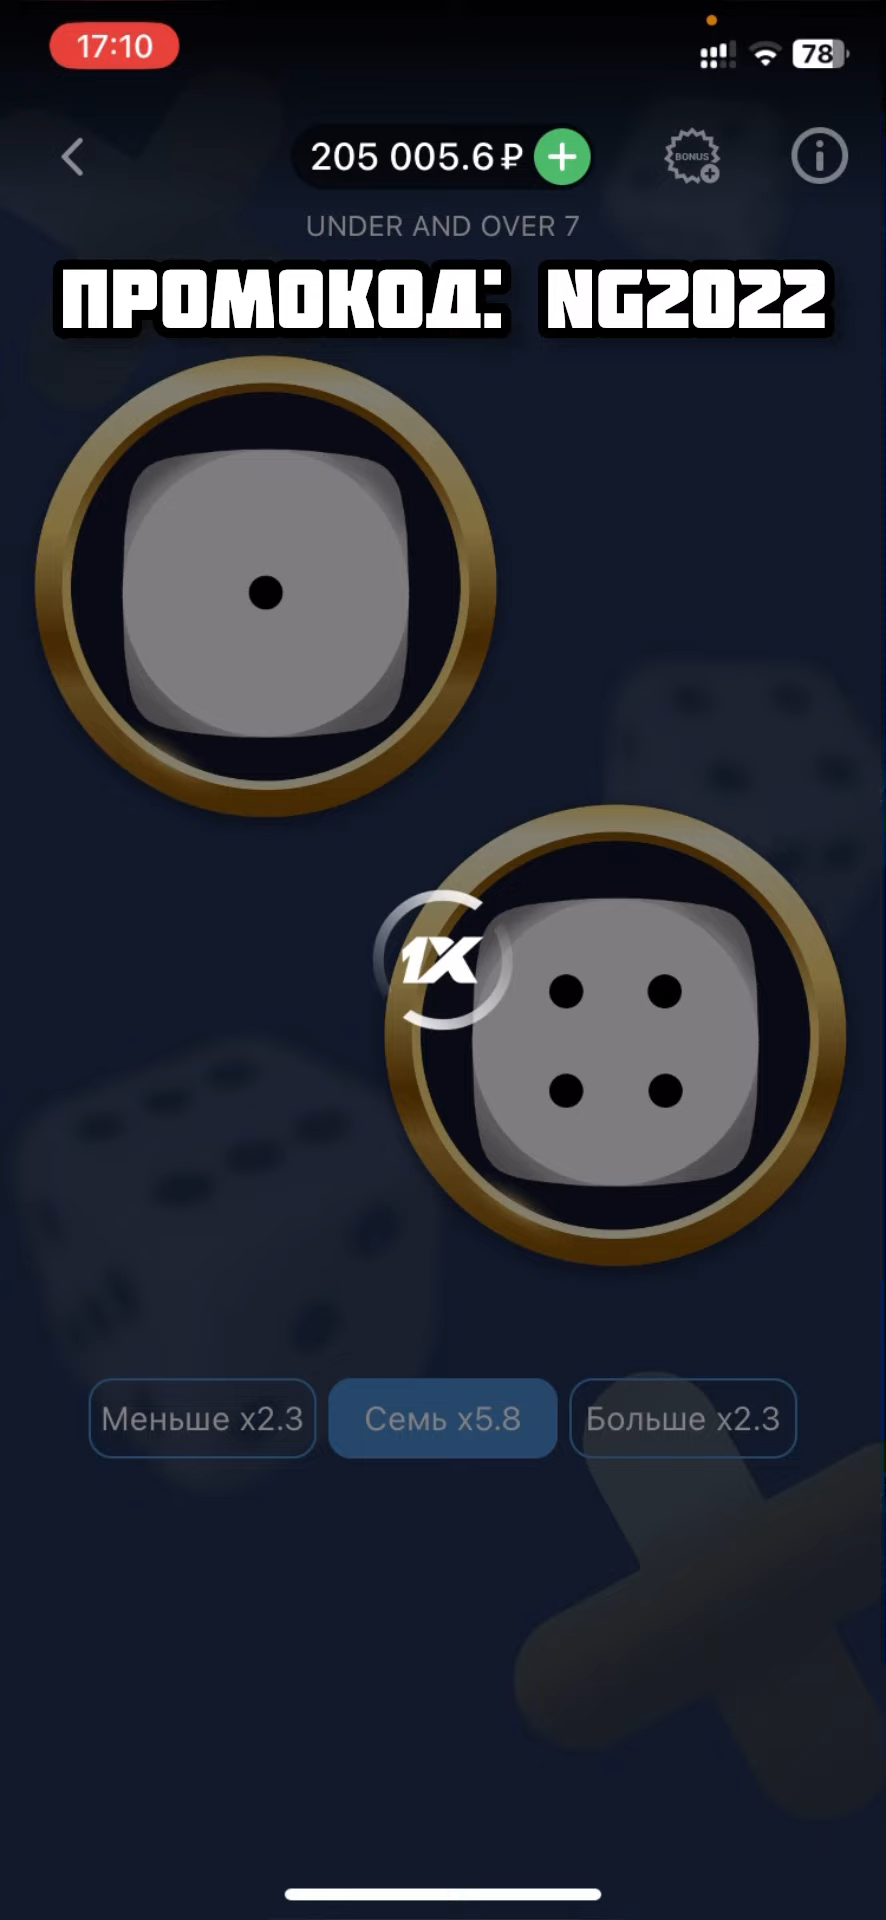 17:10
78
205 005.6 ₽
BONUS
UNDER AND OVER 7
ПРОМОКОД: NG2022
1X
Меньше x2.3
Семь x5.8
Больше x2.3